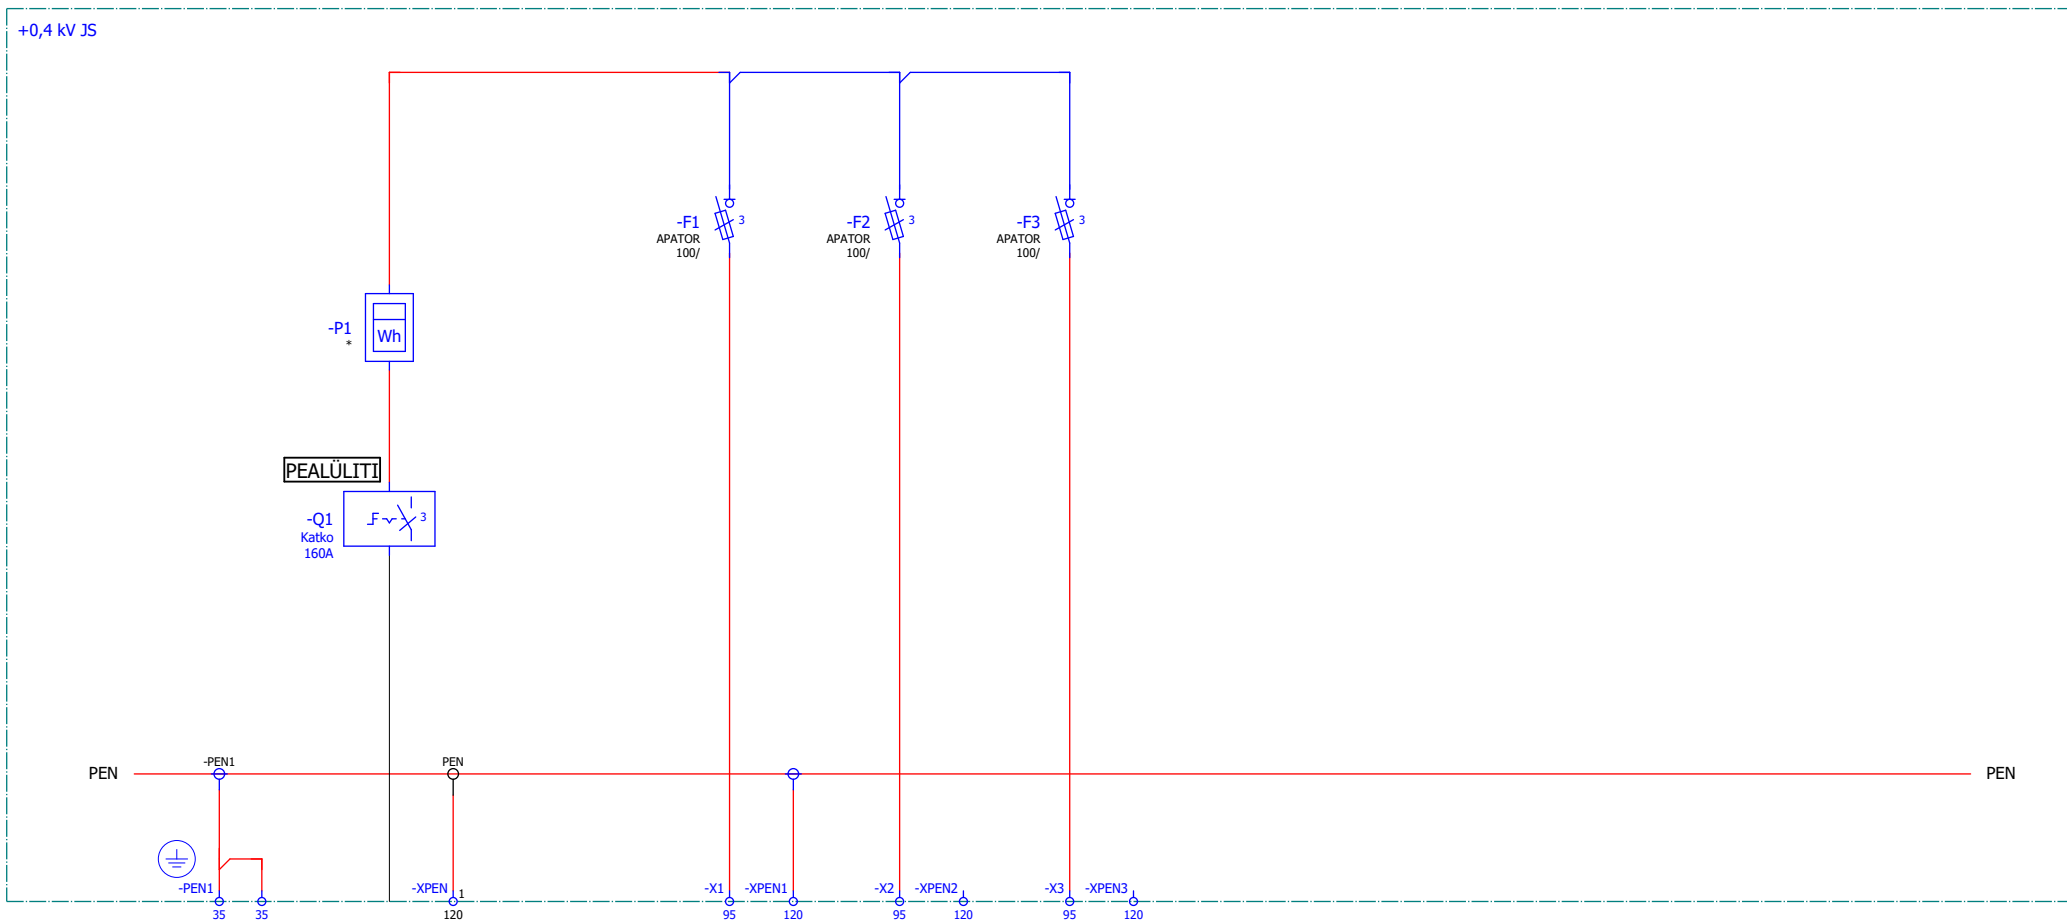 +0,4 kV JS
-F1
APATOR
100/
3
-F2
APATOR
100/
3
-F3
APATOR
100/
3
-P1
*
Wh
PEALÜLITI
-Q1
Katko
160A
F
3
PEN
-PEN1
PEN
PEN
-PEN1
-XPEN
1
-X1
-XPEN1
-X2
-XPEN2
-X3
-XPEN3
35
35
120
95
120
95
120
95
120